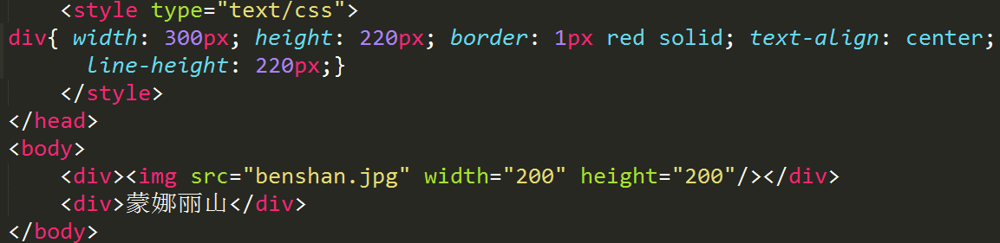 <style type="text/css">
div{ width: 300px; height: 220px; border: 1px red solid; text-align: center;
line-height: 220px;}
</style>
</head>
<body>
<div><img src="benshan.jpg" width="200" height="200"/></div>
<div>蒙娜丽山</div>
</body>